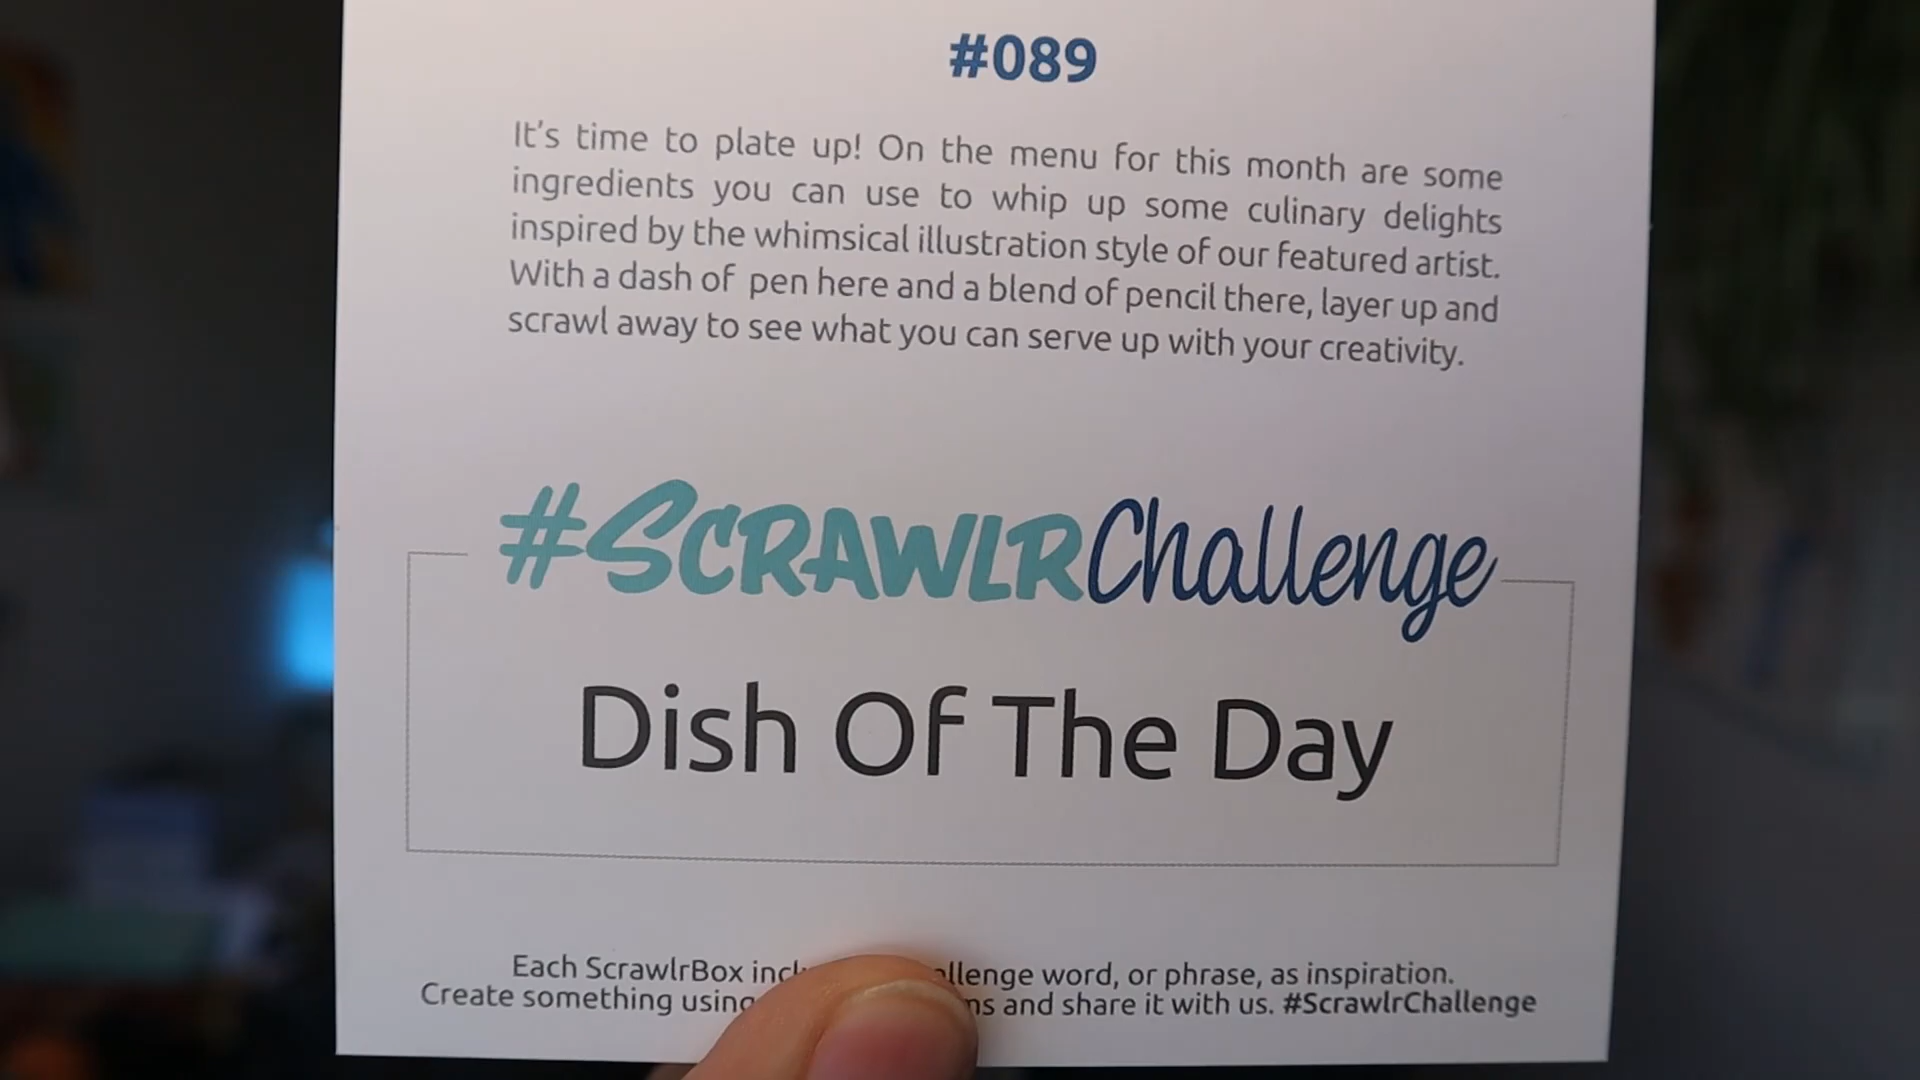 #089
It's time to plate up! On the menu for this month are some
ingredients you can use to whip up some culinary delights
inspired by the whimsical illustration style of our featured artist.
With a dash of pen here and a blend of pencil there, layer up and
scrawl away to see what you can serve up with your creativity.
#SCRAWLRChallenge
Dish Of The Day
Each ScrawlrBox word, or phrase, as inspiration.
Create something using and share it with us. #ScrawlrChallenge